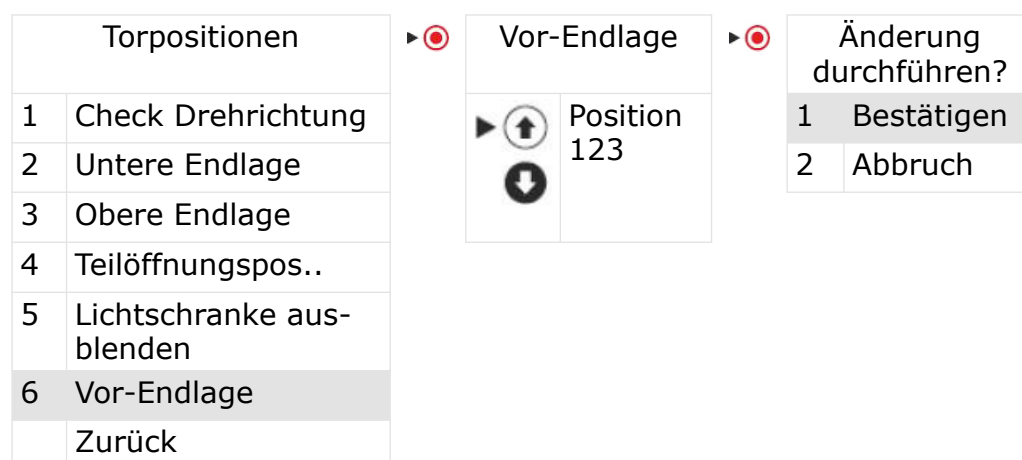 Torpositionen
1 Check Drehrichtung
2 Untere Endlage
3 Obere Endlage
4 Teilöffnungspos..
5 Lichtschranke aus-
blenden
6 Vor-Endlage
Zurück
Vor-Endlage
Position
123
Änderung
durchführen?
1 Bestätigen
2 Abbruch